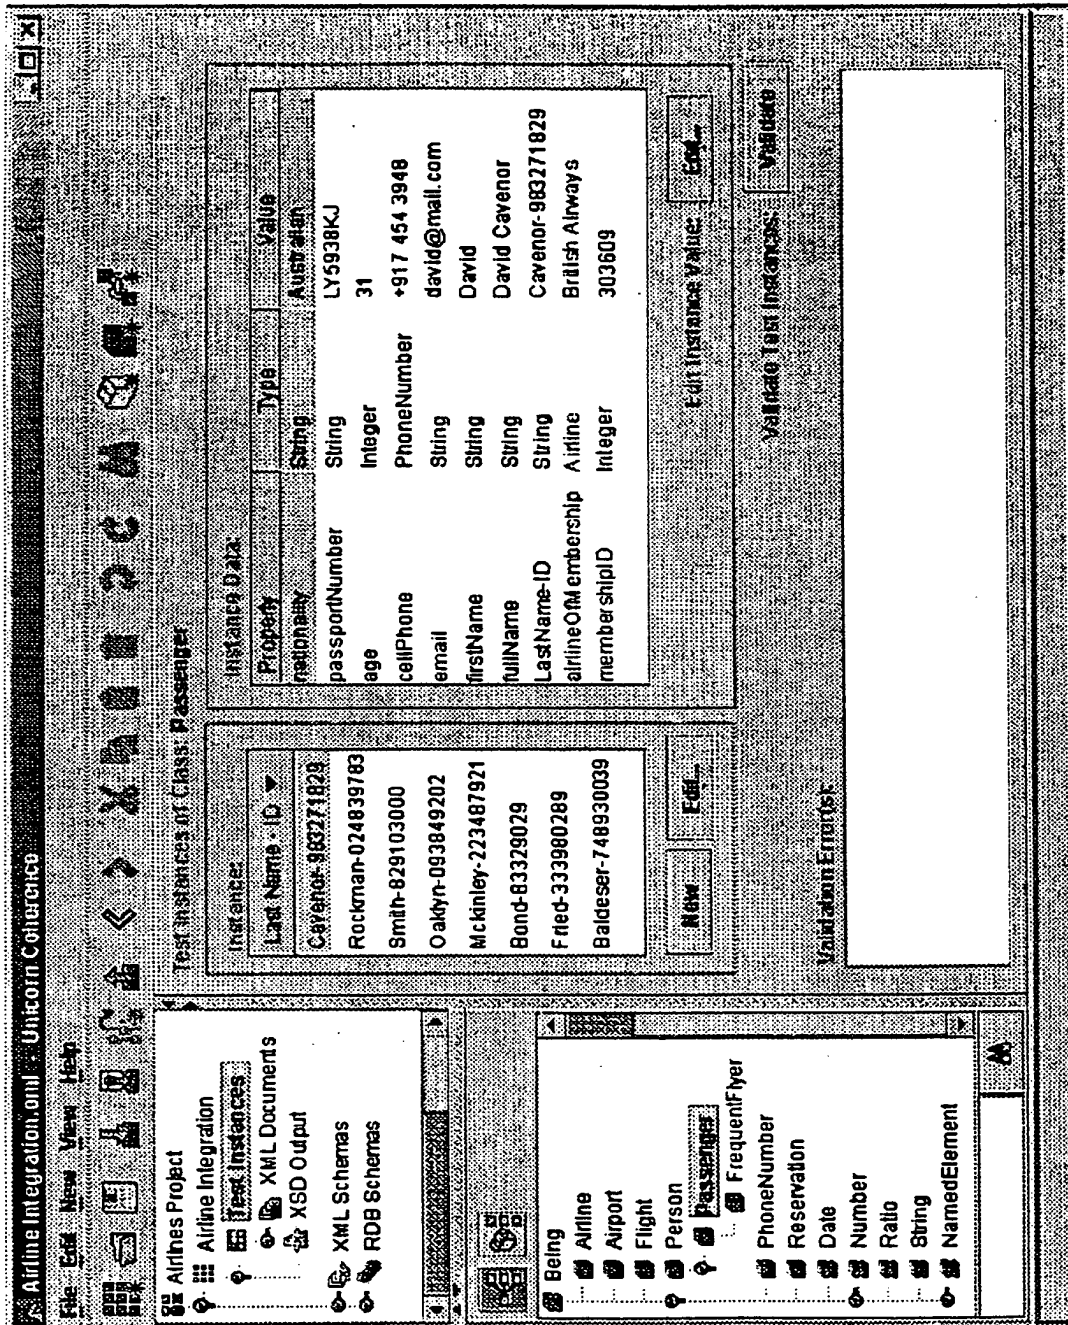 Airline Integration.oml - Unicorn Coherence
File Edit New View Help
Airlines Project
Airline Integration
Test Instances
XML Documents
XSD Output
XML Schemas
RDB Schemas
Being
Airline
Airport
Flight
Person
Passenger
FrequentFlyer
PhoneNumber
Reservation
Date
Number
Ratio
String
NamedElement
Test Instances of Class: Passenger
Instance:
Last Name - ID
Cavenor-983271829
Rockman-024839783
Smith-829103000
Oaklyn-093849202
Mckinley-223487921
Bond-83329029
Fried-333980289
Baldeser-748930039
New...
Edit...
Instance Data:
Property Type Value
nationality String Australian
passportNumber String LY5938KJ
age Integer 31
cellPhone PhoneNumber +917 454 3948
email String david@mail.com
firstName String David
fullName String David Cavenor
LastName-ID String Cavenor-983271829
airlineOfMembership Airline British Airways
membershipID Integer 303609
Edit Instance Value: Edit...
Validate Test Instances: Validate
Validation Error(s):